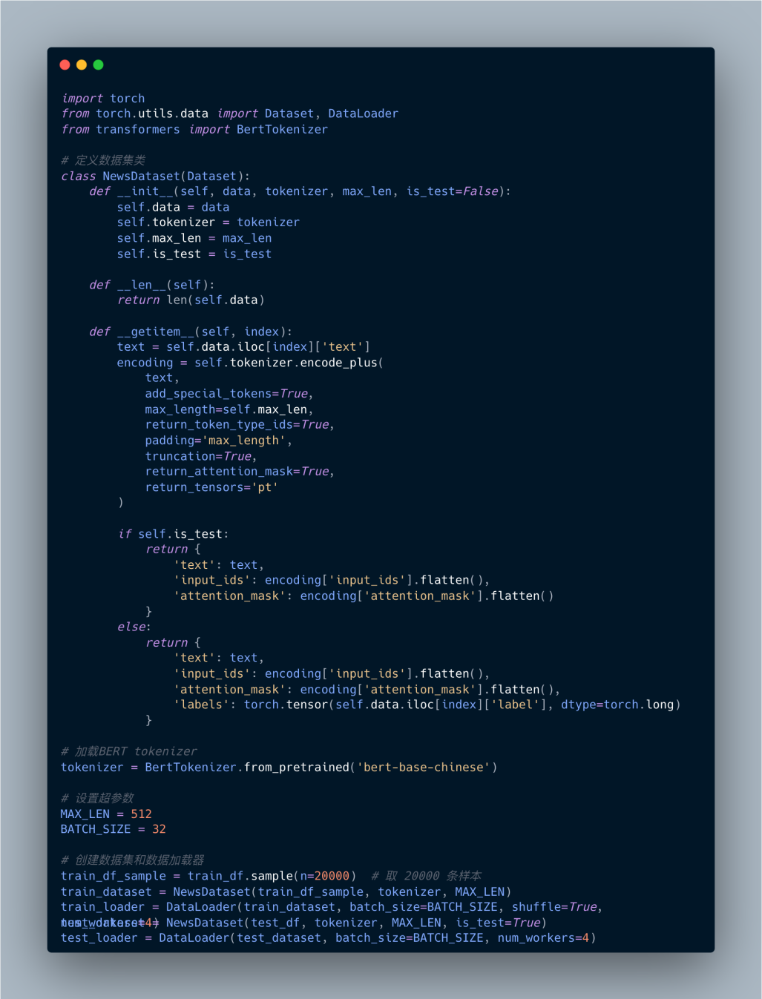 import torch
from torch.utils.data import Dataset, DataLoader
from transformers import BertTokenizer

# 定义数据集类
class NewsDataset(Dataset):
    def __init__(self, data, tokenizer, max_len, is_test=False):
        self.data = data
        self.tokenizer = tokenizer
        self.max_len = max_len
        self.is_test = is_test

    def __len__(self):
        return len(self.data)

    def __getitem__(self, index):
        text = self.data.iloc[index]['text']
        encoding = self.tokenizer.encode_plus(
            text,
            add_special_tokens=True,
            max_length=self.max_len,
            return_token_type_ids=True,
            padding='max_length',
            truncation=True,
            return_attention_mask=True,
            return_tensors='pt'
        )

        if self.is_test:
            return {
                'text': text,
                'input_ids': encoding['input_ids'].flatten(),
                'attention_mask': encoding['attention_mask'].flatten()
            }
        else:
            return {
                'text': text,
                'input_ids': encoding['input_ids'].flatten(),
                'attention_mask': encoding['attention_mask'].flatten(),
                'labels': torch.tensor(self.data.iloc[index]['label'], dtype=torch.long)
            }

# 加载BERT tokenizer
tokenizer = BertTokenizer.from_pretrained('bert-base-chinese')

# 设置超参数
MAX_LEN = 512
BATCH_SIZE = 32

# 创建数据集和数据加载器
train_df_sample = train_df.sample(n=20000)  # 取 20000 条样本
train_dataset = NewsDataset(train_df_sample, tokenizer, MAX_LEN)
train_loader = DataLoader(train_dataset, batch_size=BATCH_SIZE, shuffle=True,
num_workers=4)
test_dataset = NewsDataset(test_df, tokenizer, MAX_LEN, is_test=True)
test_loader = DataLoader(test_dataset, batch_size=BATCH_SIZE, num_workers=4)